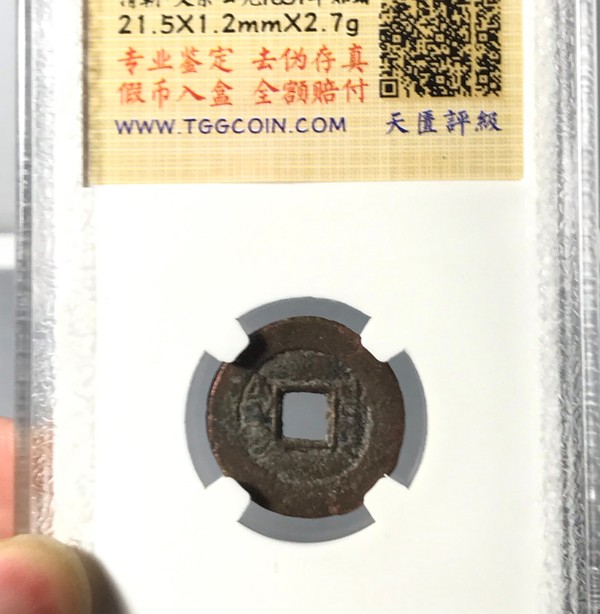 21.5X1.2mmX2.7g
专业鉴定 去伪存真
假币入盒 全额赔付
WWW.TGGCOIN.COM 天匱評級